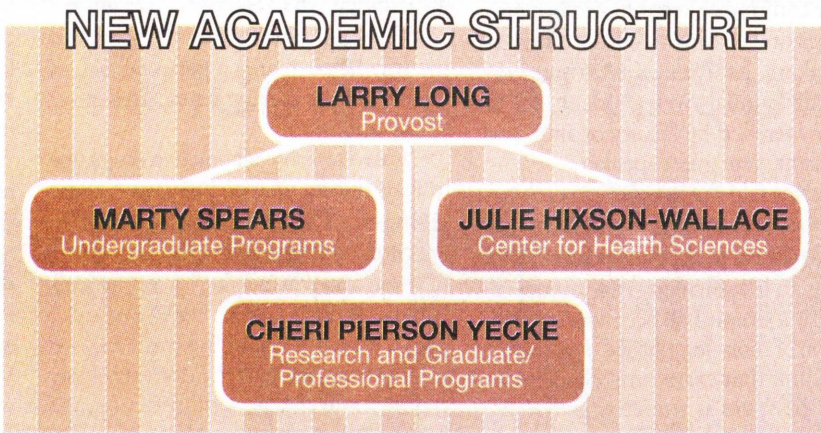 NEW ACADEMIC STRUCTURE
LARRY LONG
Provost
MARTY SPEARS
Undergraduate Programs
JULIE HIXSON-WALLACE
Center for Health Sciences
CHERI PIERSON YECKE
Research and Graduate/
Professional Programs